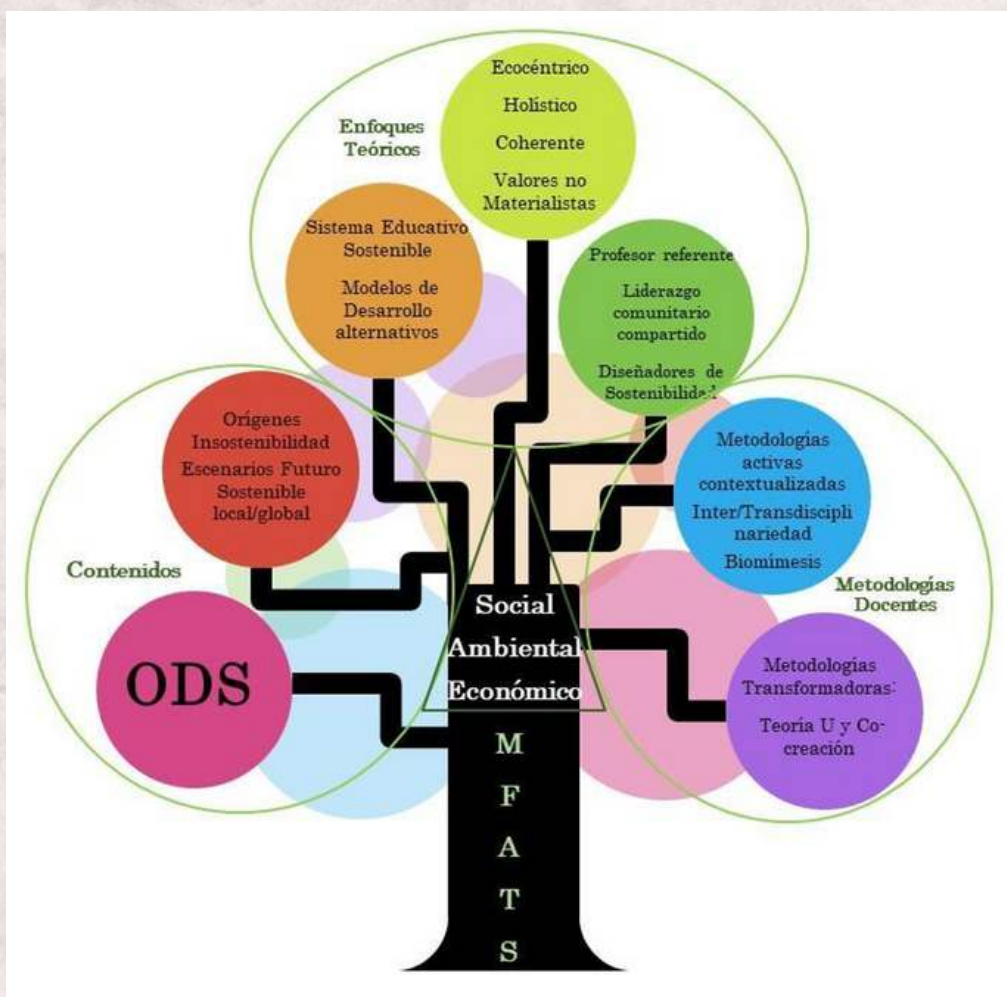 Enfoques
Teóricos
Ecocéntrico
Holístico
Coherente
Valores no
Materialistas
Sistema Educativo
Sostenible
Modelos de
Desarrollo
alternativos
Profesor referente
Liderazgo
comunitario
compartido
Diseñadores de
Sostenibilidad
Contenidos
Orígenes
Insostenibilidad
Escenarios Futuro
Sostenible
local/global
ODS
Metodologías
activas
contextualizadas
Inter/Transdiscipli
nariedad
Biomímesis
Metodologías
Docentes
Metodologías
Transformadoras:
Teoría U y Co-
creación
Social
Ambiental
Económico
M
F
A
T
S